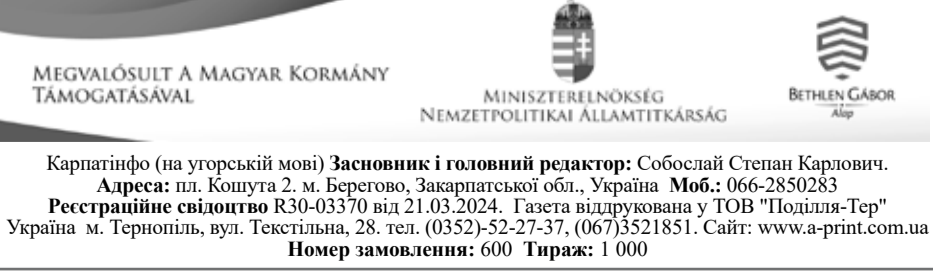 MEGVALÓSULT A MAGYAR KORMÁNY
TÁMOGATÁSÁVAL
MINISZTERELNÖKSÉG
NEMZETPOLITIKAI ÁLLAMTITKÁRSÁG
BETHLEN GÁBOR
Alap
Карпатінфо (на угорській мові) Засновник і головний редактор: Собослай Степан Карлович.
Адреса: пл. Кошута 2. м. Берегово, Закарпатської обл., Україна Моб.: 066-2850283
Реєстраційне свідоцтво R30-03370 від 21.03.2024. Газета віддрукована у ТОВ "Поділля-Тер"
Україна м. Тернопіль, вул. Текстільна, 28. тел. (0352)-52-27-37, (067)3521851. Сайт: www.a-print.com.ua
Номер замовлення: 600 Тираж: 1 000